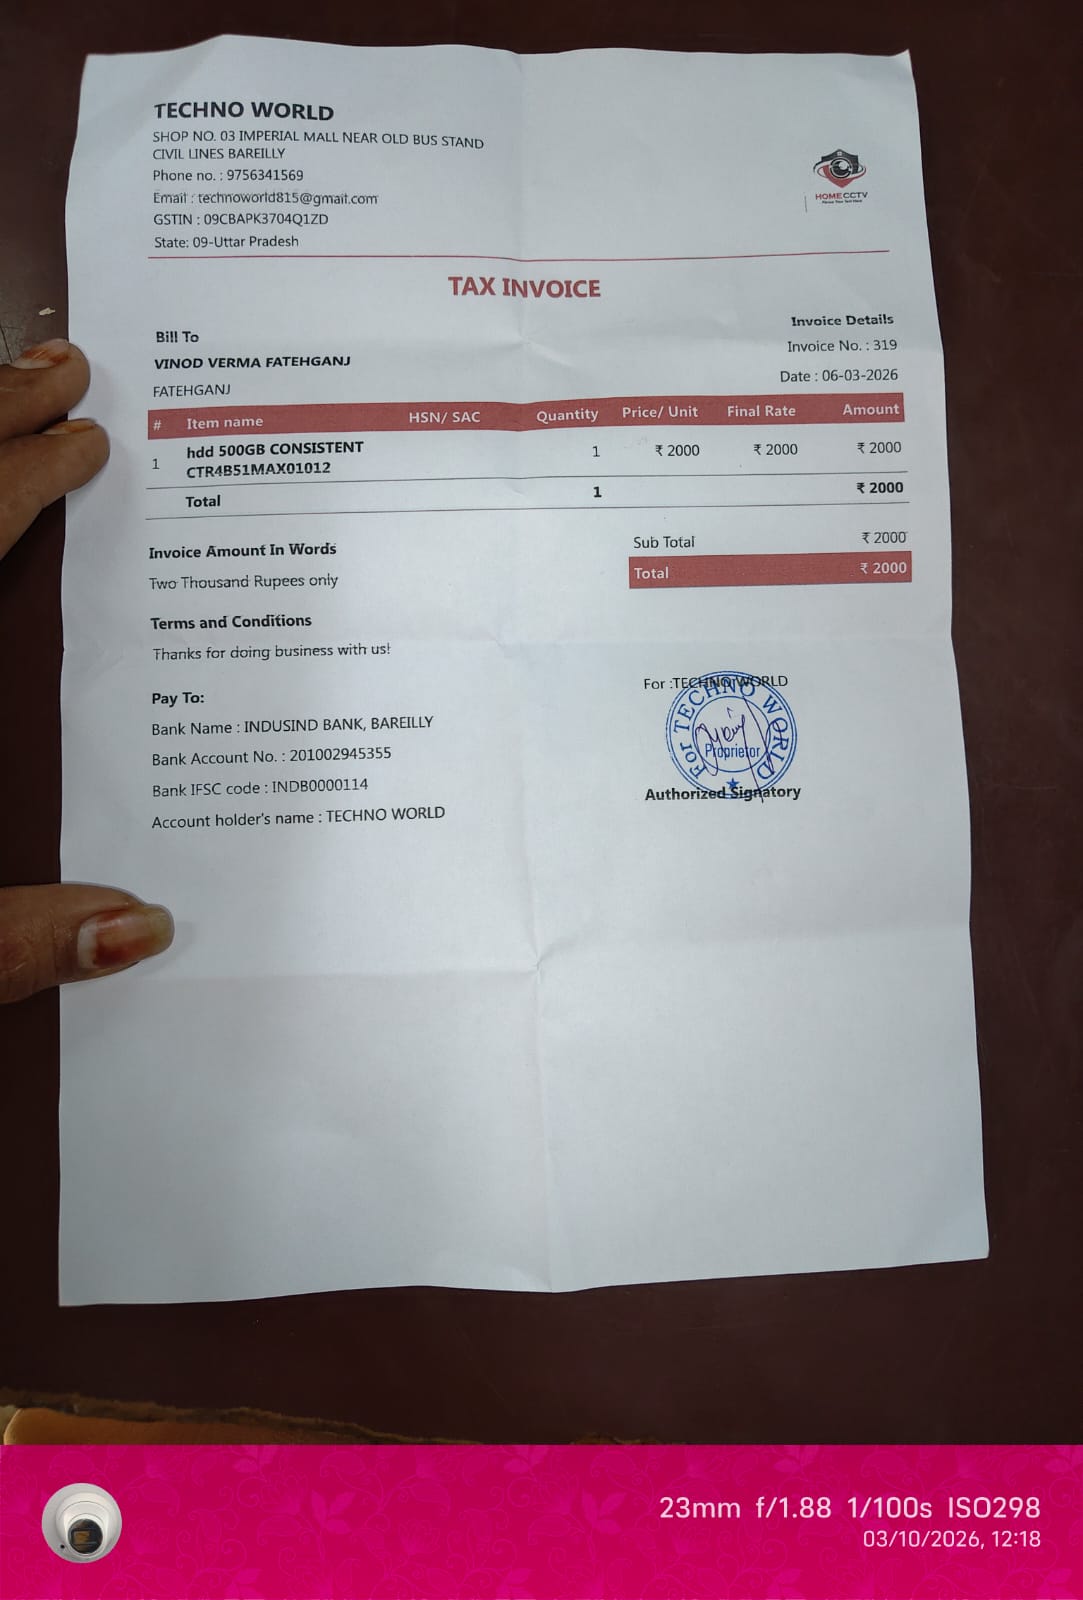 TECHNO WORLD
SHOP NO. 03 IMPERIAL MALL NEAR OLD BUS STAND
CIVIL LINES BAREILLY
Phone no. : 9756341569
Email : technoworld815@gmail.com
GSTIN : 09CBAPK3704Q1ZD
State: 09-Uttar Pradesh
HOME CCTV
TAX INVOICE
Bill To
VINOD VERMA FATEHGANJ
FATEHGANJ
Invoice Details
Invoice No. : 319
Date : 06-03-2026
# Item name HSN/ SAC Quantity Price/ Unit Final Rate Amount
1 hdd 500GB CONSISTENT 1 ₹ 2000 ₹ 2000 ₹ 2000
CTR4B51MAX01012
Total 1 ₹ 2000
Invoice Amount In Words
Two Thousand Rupees only
Sub Total ₹ 2000
Total ₹ 2000
Terms and Conditions
Thanks for doing business with us!
Pay To:
Bank Name : INDUSIND BANK, BAREILLY
Bank Account No. : 201002945355
Bank IFSC code : INDB0000114
Account holder's name : TECHNO WORLD
For :TECHNO WORLD
For TECHNO WORLD
Proprietor
Authorized Signatory
23mm f/1.88 1/100s ISO298
03/10/2026, 12:18